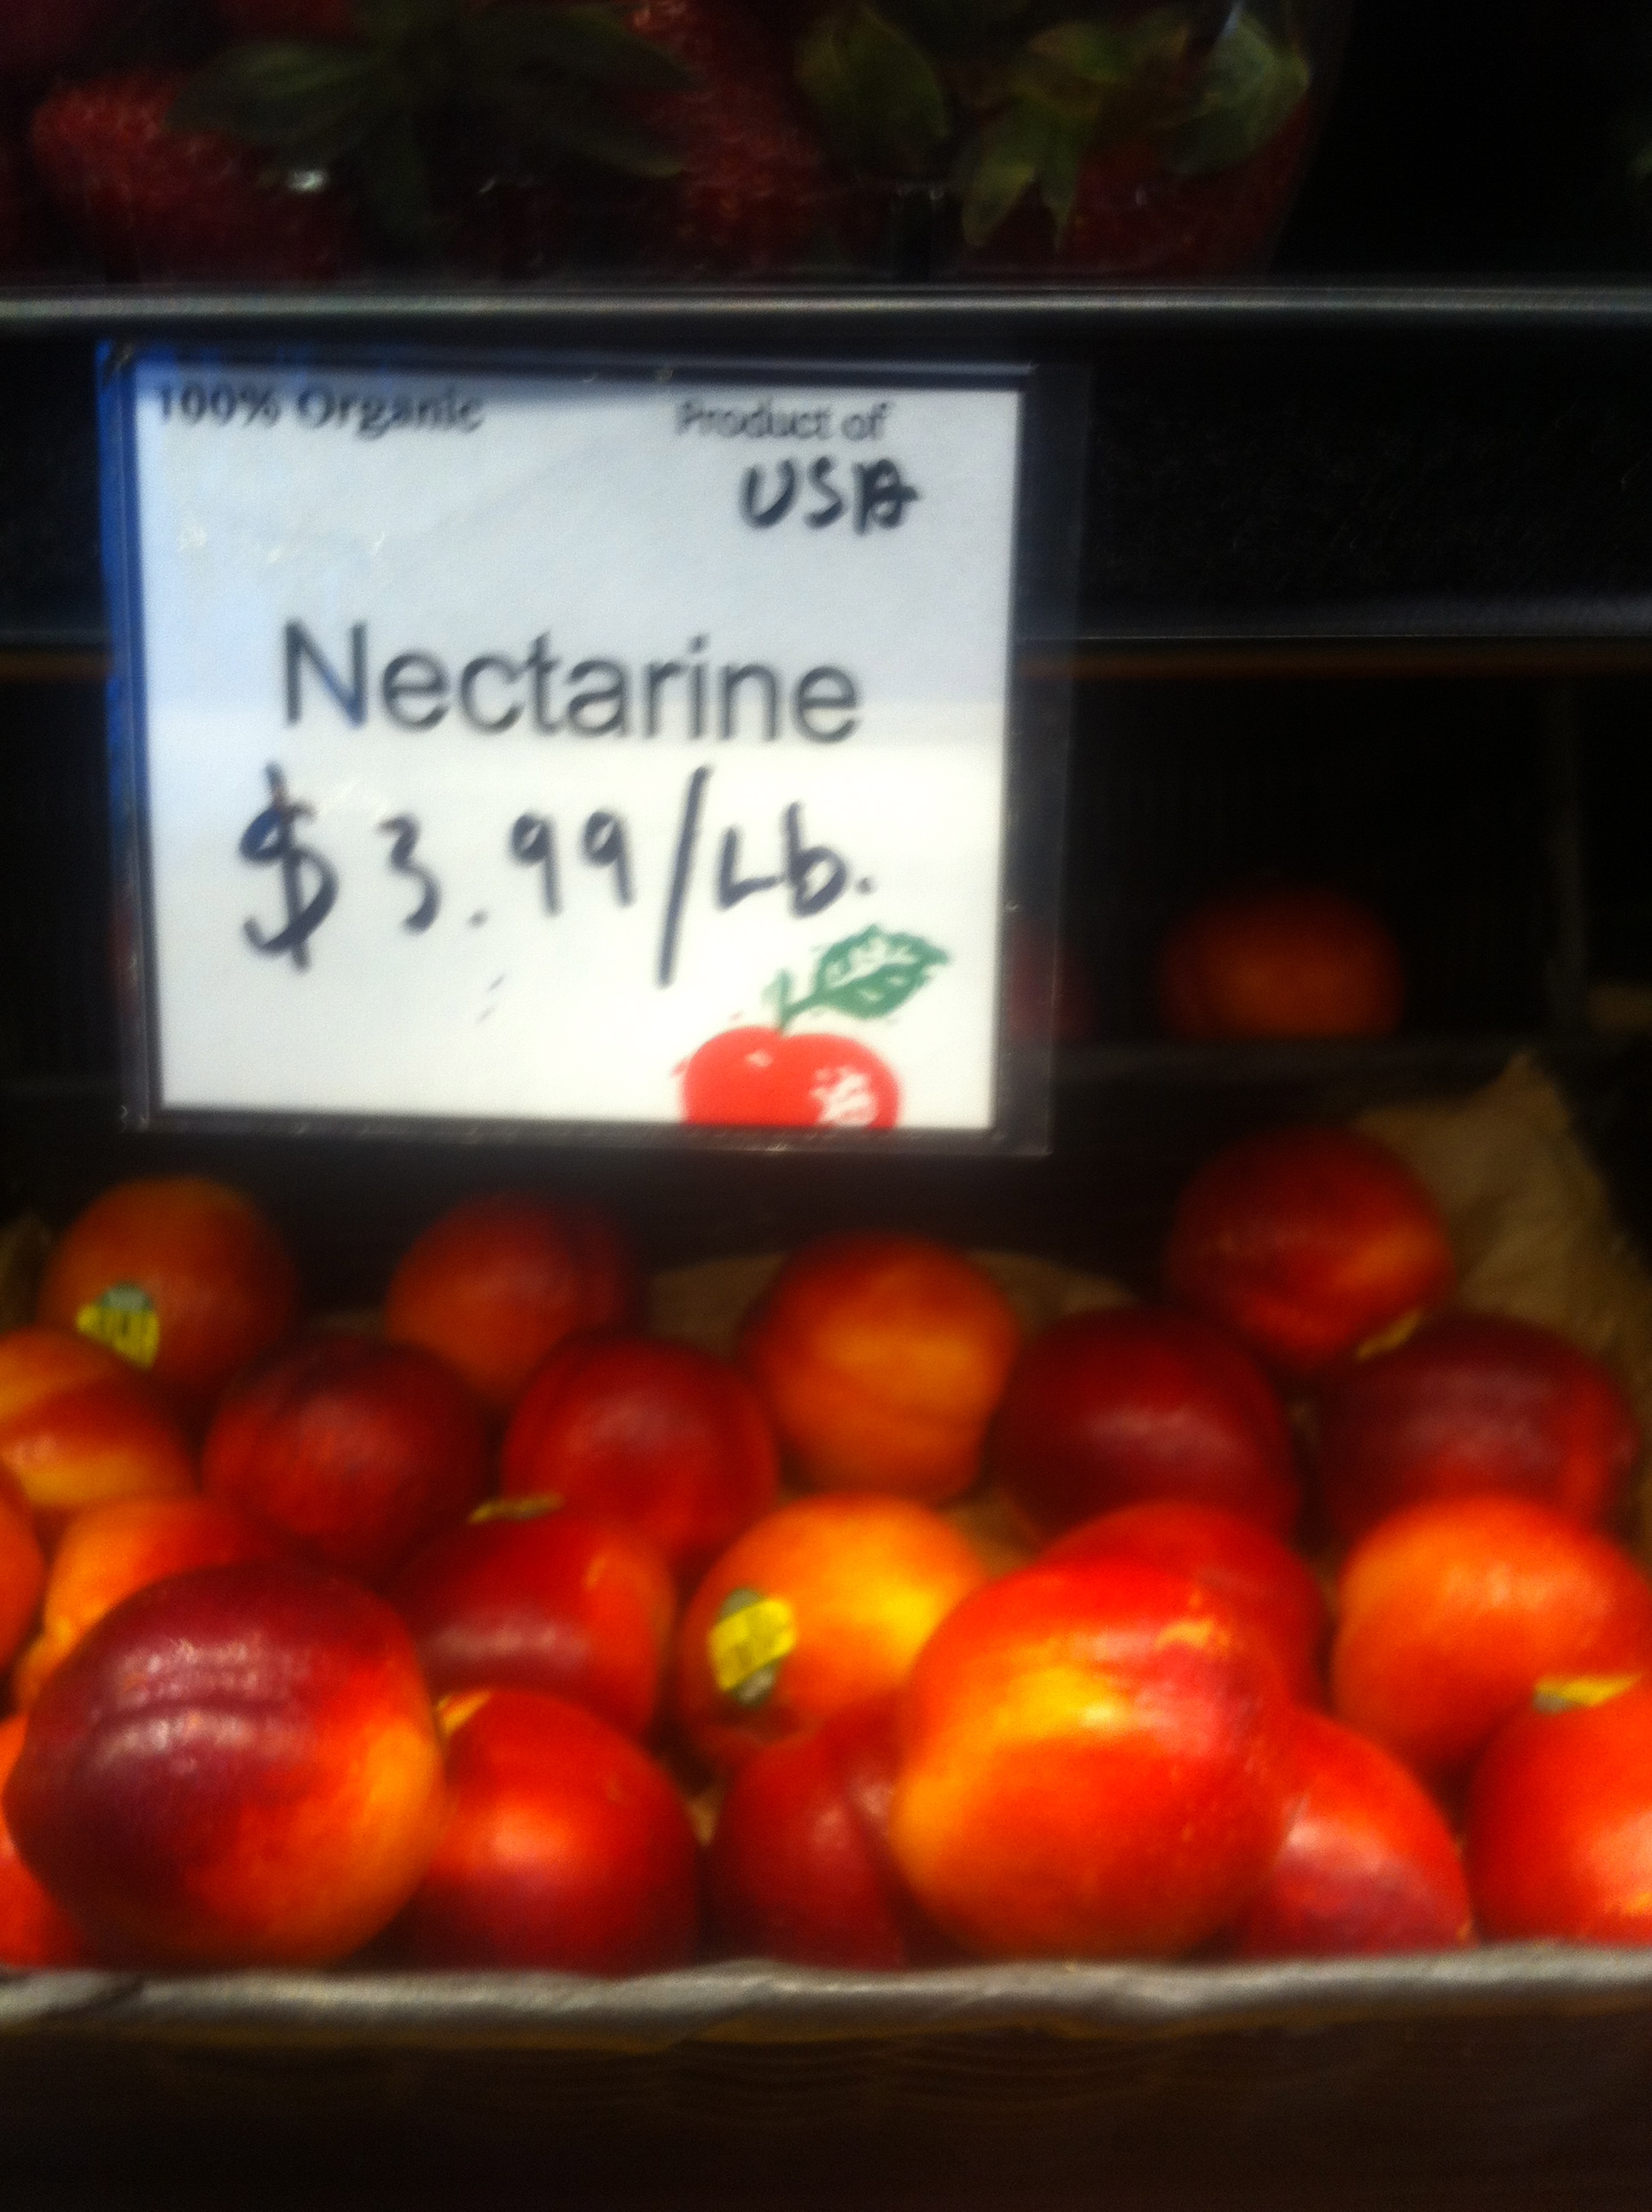 100% Organic
Product of
USA
Nectarine
$3.99/Lb.